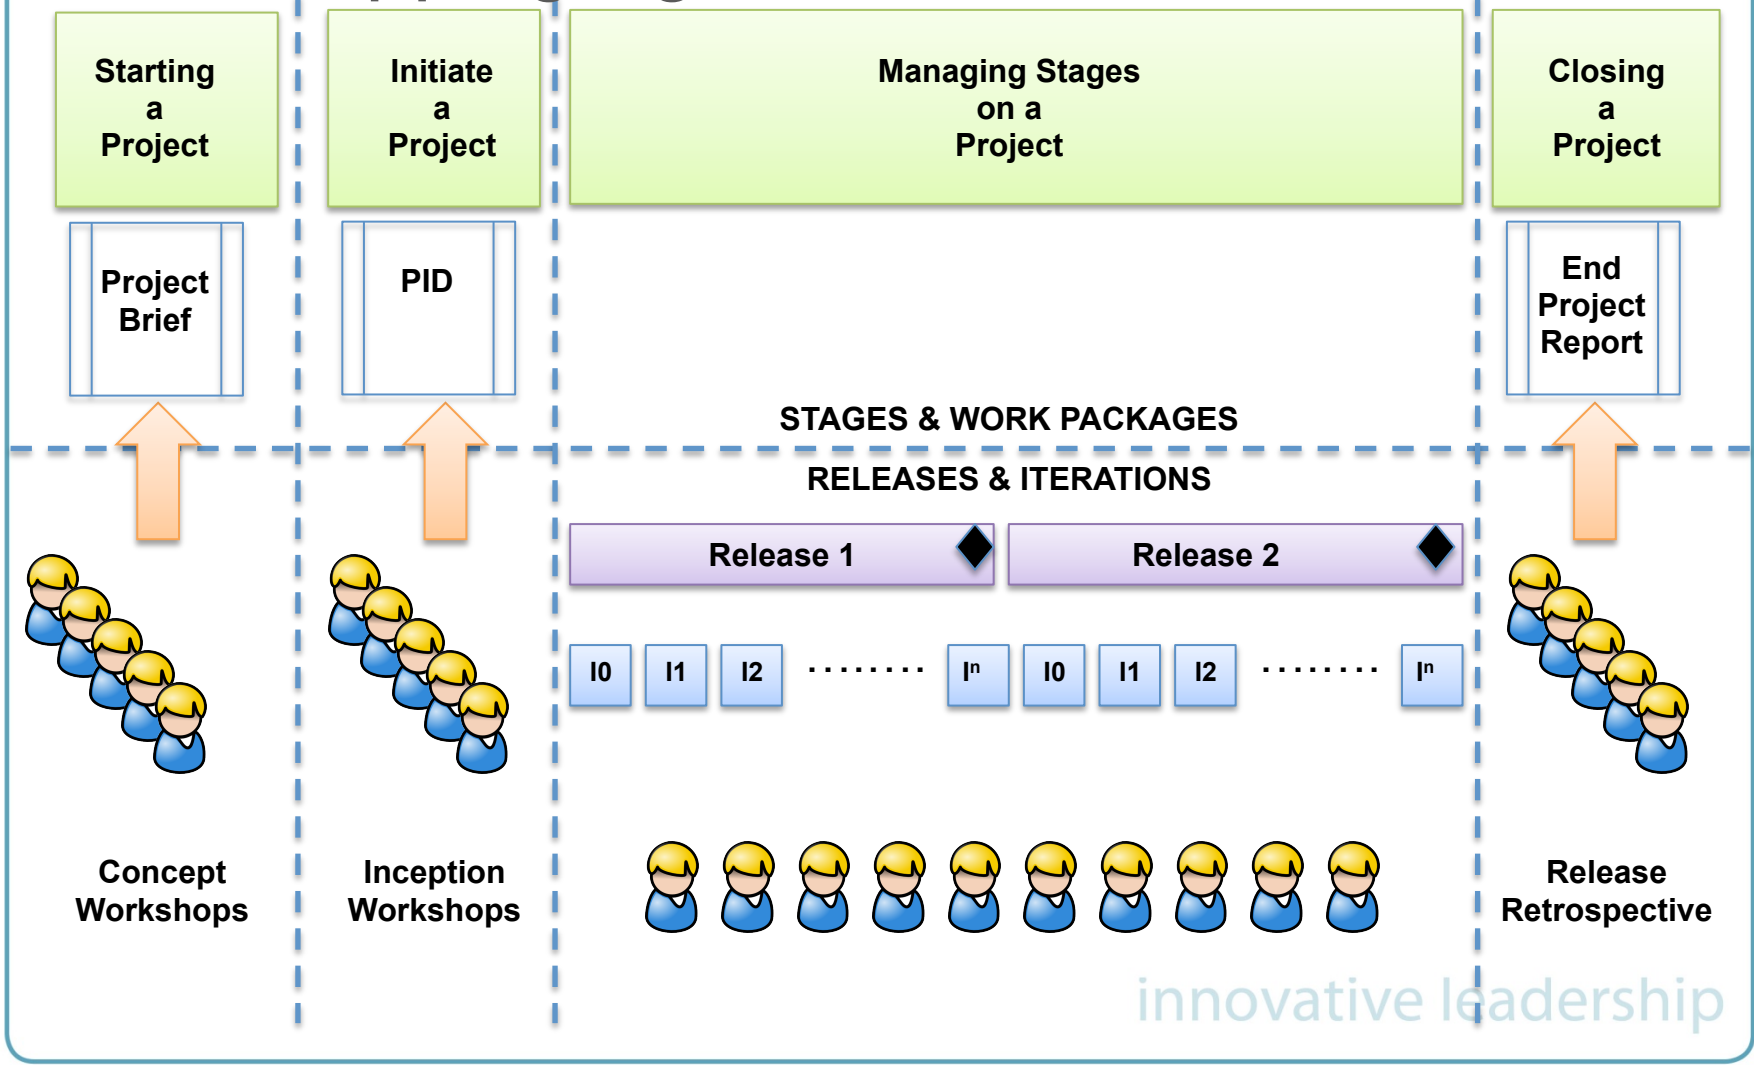 Starting
a
Project
Initiate
a
Project
Managing Stages
on a
Project
Closing
a
Project
Project
Brief
PID
End
Project
Report
STAGES & WORK PACKAGES
RELEASES & ITERATIONS
Release 1
Release 2
I0 I1 I2 ........ Iⁿ I0 I1 I2 ........ Iⁿ
Concept
Workshops
Inception
Workshops
Release
Retrospective
innovative leadership